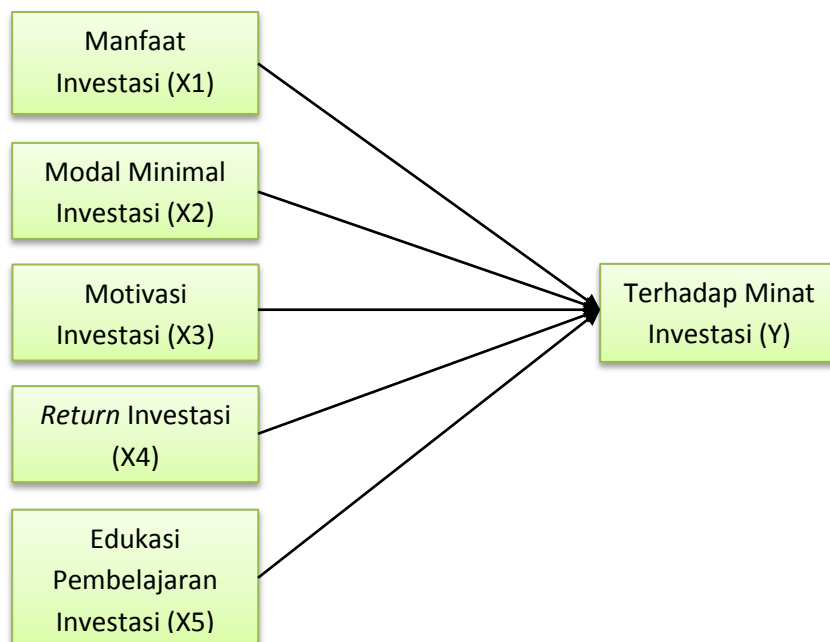 Manfaat
Investasi (X1)
Modal Minimal
Investasi (X2)
Motivasi
Investasi (X3)
Return Investasi
(X4)
Edukasi
Pembelajaran
Investasi (X5)
Terhadap Minat
Investasi (Y)